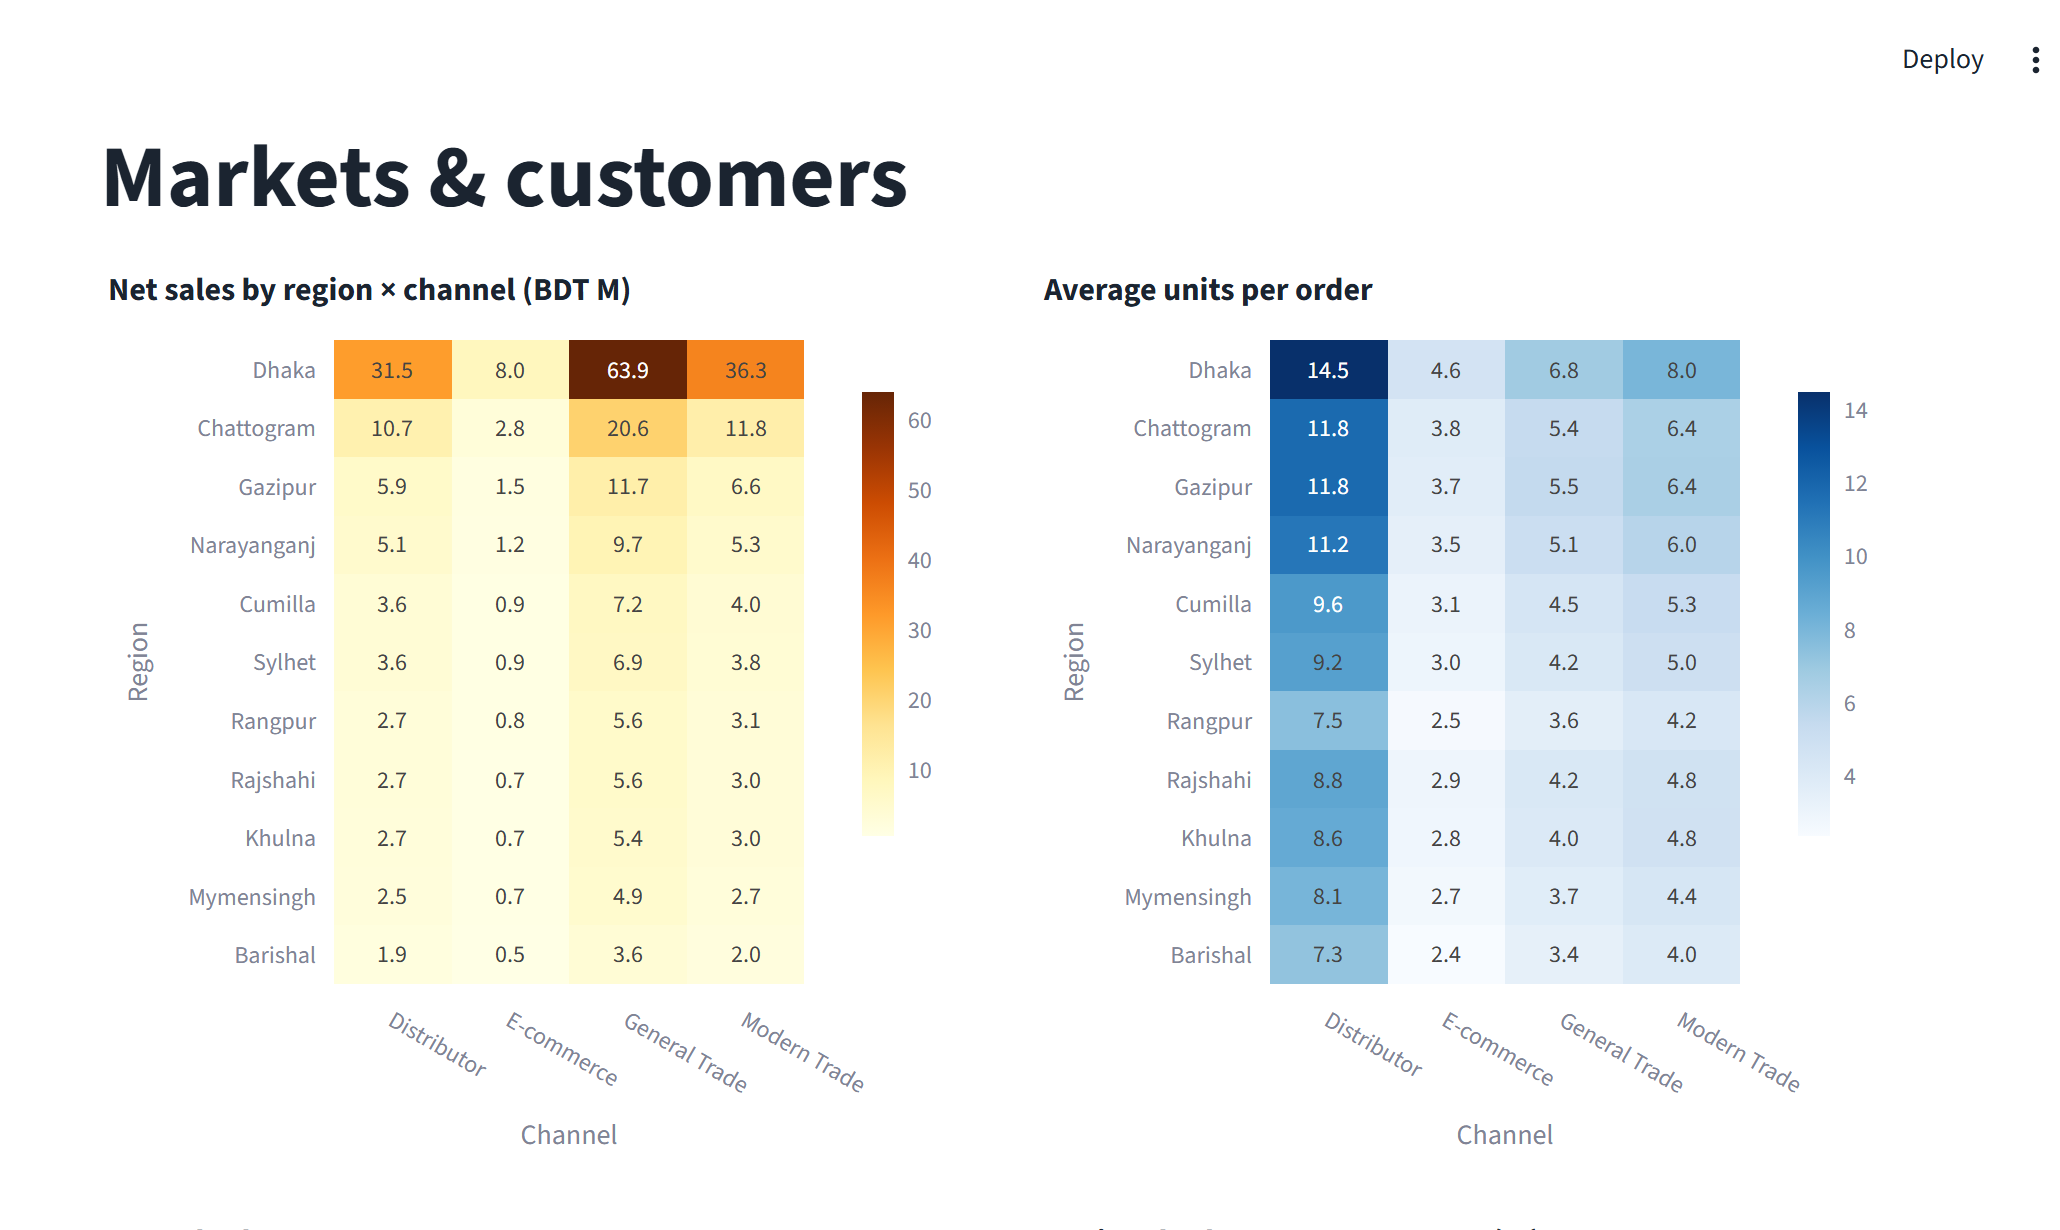 Deploy
Markets & customers
Net sales by region × channel (BDT M)
Dhaka 31.5 8.0 63.9 36.3
Chattogram 10.7 2.8 20.6 11.8
Gazipur 5.9 1.5 11.7 6.6
Narayanganj 5.1 1.2 9.7 5.3
Cumilla 3.6 0.9 7.2 4.0
Sylhet 3.6 0.9 6.9 3.8
Rangpur 2.7 0.8 5.6 3.1
Rajshahi 2.7 0.7 5.6 3.0
Khulna 2.7 0.7 5.4 3.0
Mymensingh 2.5 0.7 4.9 2.7
Barishal 1.9 0.5 3.6 2.0
Region
Distributor E-commerce General Trade Modern Trade
Channel
60
50
40
30
20
10
Average units per order
Dhaka 14.5 4.6 6.8 8.0
Chattogram 11.8 3.8 5.4 6.4
Gazipur 11.8 3.7 5.5 6.4
Narayanganj 11.2 3.5 5.1 6.0
Cumilla 9.6 3.1 4.5 5.3
Sylhet 9.2 3.0 4.2 5.0
Rangpur 7.5 2.5 3.6 4.2
Rajshahi 8.8 2.9 4.2 4.8
Khulna 8.6 2.8 4.0 4.8
Mymensingh 8.1 2.7 3.7 4.4
Barishal 7.3 2.4 3.4 4.0
Region
Distributor E-commerce General Trade Modern Trade
Channel
14
12
10
8
6
4